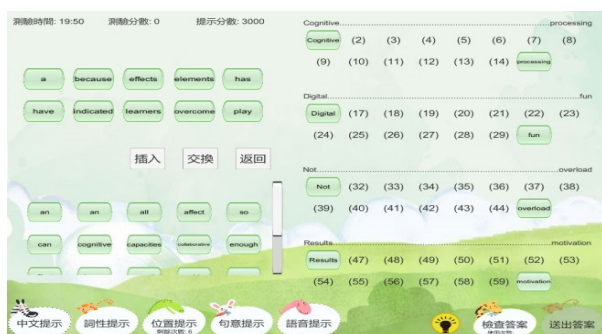 測驗時間: 19:50 測驗分數: 0 提示分數: 3000
a because effects elements has
have indicated learners overcome play
插入 交換 返回
an an all affect so
can cognitive capacities collaborative enough
中文提示 詞性提示 位置提示 句意提示 語音提示
剩餘次數: 6
Cognitive processing
Cognitive (2) (3) (4) (5) (6) (7) (8)
(9) (10) (11) (12) (13) (14) processing
Digital fun
Digital (17) (18) (19) (20) (21) (22) (23)
(24) (25) (26) (27) (28) (29) fun
Not overload
Not (32) (33) (34) (35) (36) (37) (38)
(39) (40) (41) (42) (43) (44) overload
Results motivation
Results (47) (48) (49) (50) (51) (52) (53)
(54) (55) (56) (57) (58) (59) motivation
檢查答案 送出答案